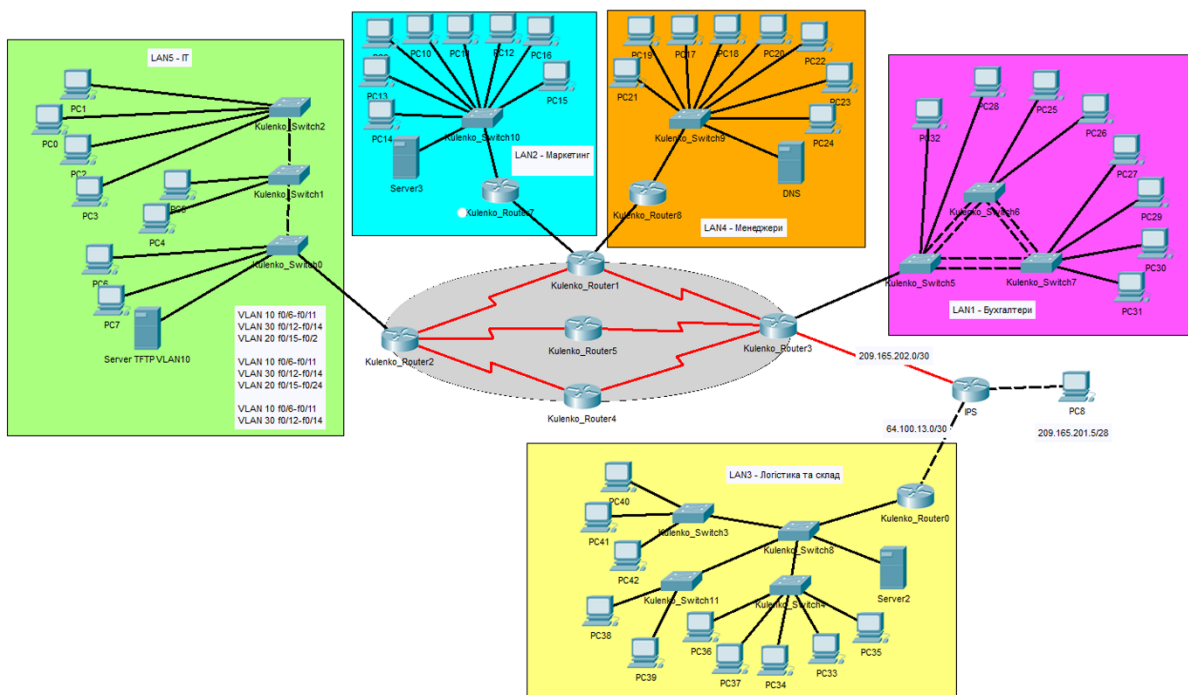 LAN5 - IT
PC1
Kulenko_Switch2
PC0
PC2
PC3
Kulenko_Switch1
PC5
PC4
Kulenko_Switch0
PC6
PC7
Server TFTP VLAN10
VLAN 10 f0/6-f0/11
VLAN 30 f0/12-f0/14
VLAN 20 f0/15-f0/2
VLAN 10 f0/6-f0/11
VLAN 30 f0/12-f0/14
VLAN 20 f0/15-f0/24
VLAN 10 f0/6-f0/11
VLAN 30 f0/12-f0/14
PC10
PC11
PC12
PC16
PC13
PC15
PC14
Kulenko_Switch10
Server3
LAN2 - Маркетинг
Kulenko_Router7
PC19
PC17
PC18
PC20
PC22
PC21
PC23
Kulenko_Switch9
PC24
DNS
Kulenko_Router8
LAN4 - Менеджери
PC28
PC25
PC26
PC32
PC27
Kulenko_Switch6
PC29
PC30
Kulenko_Switch5
Kulenko_Switch7
PC31
LAN1 - Бухгалтери
Kulenko_Router1
Kulenko_Router2
Kulenko_Router5
Kulenko_Router3
Kulenko_Router4
209.165.202.0/30
IPS
PC8
64.100.13.0/30
209.165.201.5/28
LAN3 - Логістика та склад
PC40
Kulenko_Router0
PC41
Kulenko_Switch3
Kulenko_Switch8
PC42
Server2
Kulenko_Switch11
Kulenko_Switch4
PC38
PC36
PC35
PC39
PC37
PC34
PC33